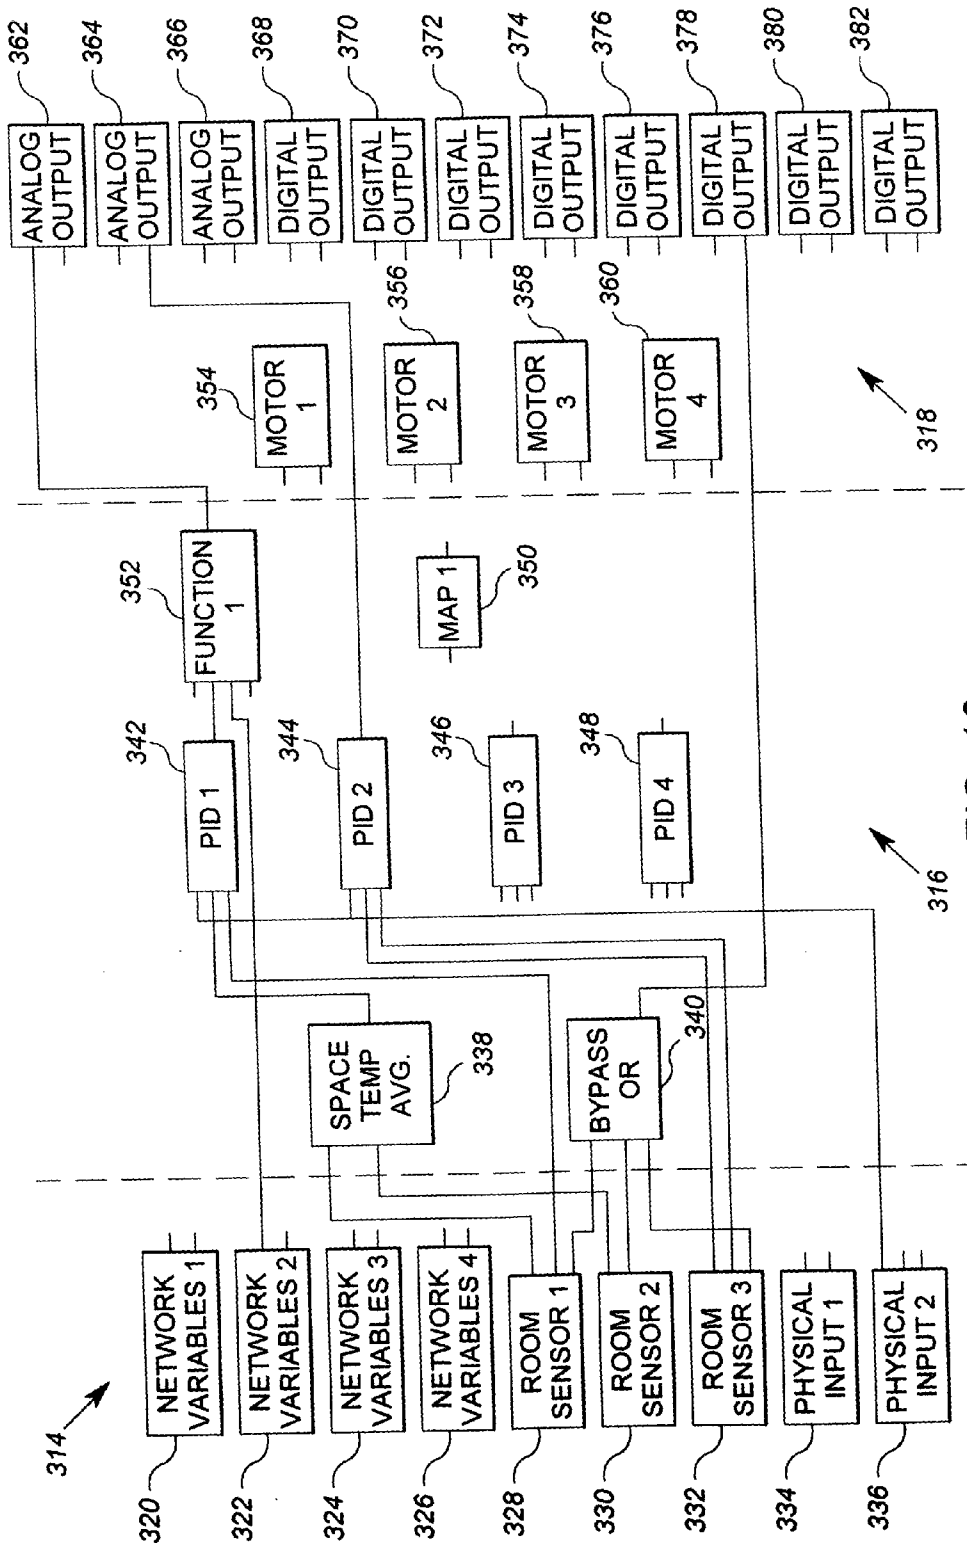 314
320
NETWORK
VARIABLES 1
322
NETWORK
VARIABLES 2
324
NETWORK
VARIABLES 3
326
NETWORK
VARIABLES 4
328
ROOM
SENSOR 1
330
ROOM
SENSOR 2
332
ROOM
SENSOR 3
334
PHYSICAL
INPUT 1
336
PHYSICAL
INPUT 2
SPACE
TEMP
AVG.
338
BYPASS
OR
340
342
PID 1
344
PID 2
346
PID 3
348
PID 4
316
352
FUNCTION
1
MAP 1
350
354
MOTOR
1
356
MOTOR
2
358
MOTOR
3
360
MOTOR
4
318
ANALOG
OUTPUT
362
ANALOG
OUTPUT
364
ANALOG
OUTPUT
366
DIGITAL
OUTPUT
368
DIGITAL
OUTPUT
370
DIGITAL
OUTPUT
372
DIGITAL
OUTPUT
374
DIGITAL
OUTPUT
376
DIGITAL
OUTPUT
378
DIGITAL
OUTPUT
380
DIGITAL
OUTPUT
382